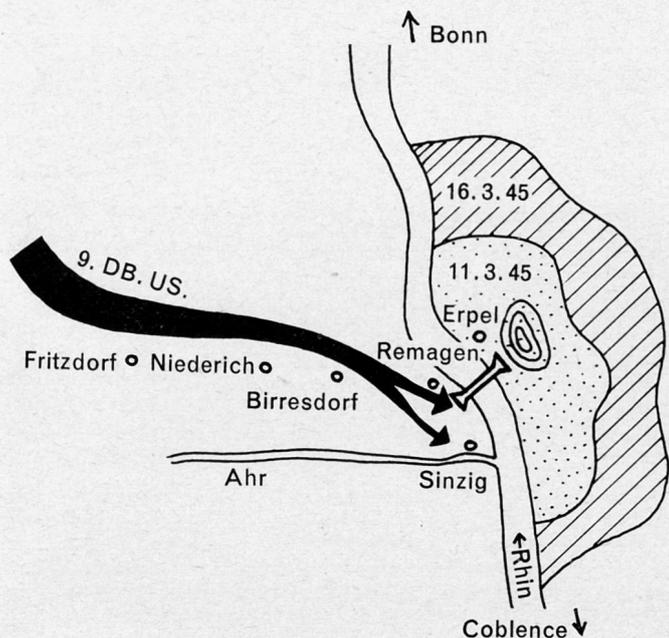 Bonn
16.3.45
9. DB. US.
11.3.45
Erpel
Remagen
Fritzdorf
Niederich
Birresdorf
Ahr
Sinzig
Rhin
Coblence